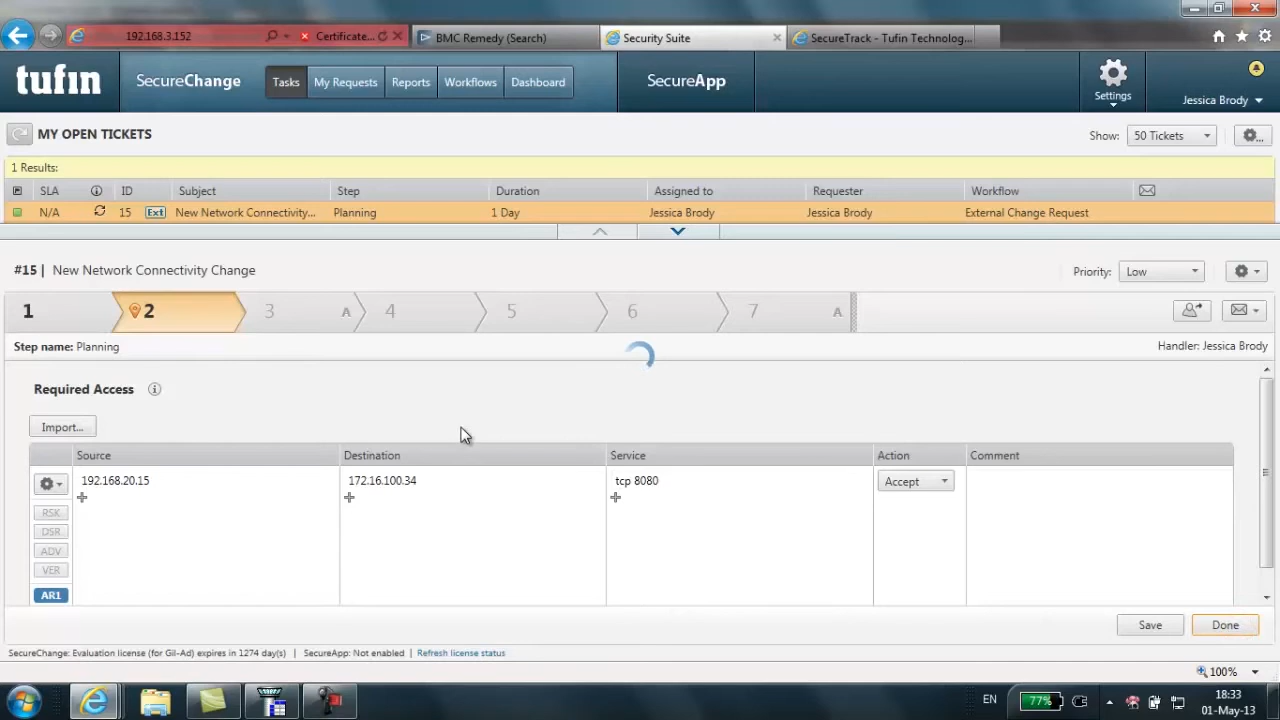 192.168.3.152
Certificate...
BMC Remedy (Search)
Security Suite
SecureTrack - Tufin Technolog...
tufin
SecureChange
Tasks
My Requests
Reports
Workflows
Dashboard
SecureApp
Settings
Jessica Brody
MY OPEN TICKETS
Show: 50 Tickets
1 Results:
SLA ID Subject Step Duration Assigned to Requester Workflow
N/A 15 Ext New Network Connectivity... Planning 1 Day Jessica Brody Jessica Brody External Change Request
#15 | New Network Connectivity Change
Priority: Low
1 2 3 A 4 5 6 7 A
Step name: Planning
Handler: Jessica Brody
Required Access
Import...
Source Destination Service Action Comment
192.168.20.15 172.16.100.34 tcp 8080 Accept
RSK
DSR
ADV
VER
AR1
Save
Done
SecureChange: Evaluation license (for Gil-Ad) expires in 1274 day(s) | SecureApp: Not enabled | Refresh license status
100%
EN
77%
18:33
01-May-13